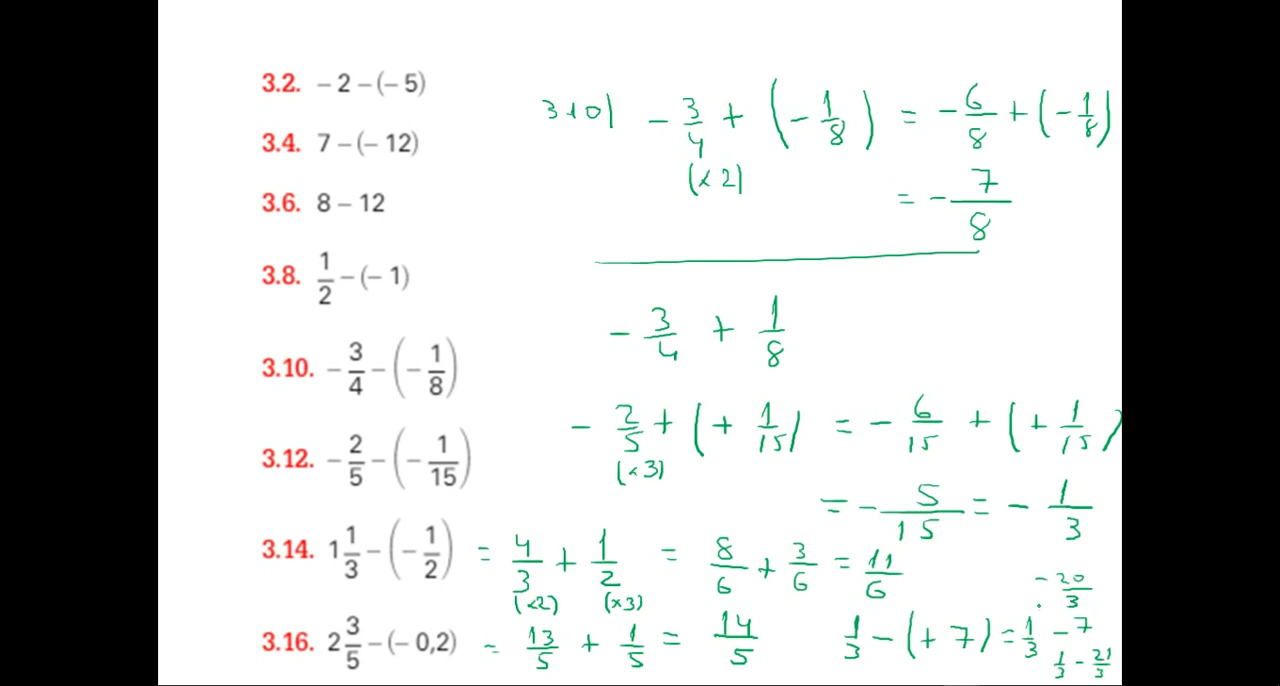 3.2. – 2 – (– 5)
3.4. 7 – (– 12)
3.6. 8 – 12
3.8. 1/2 – (– 1)
3.10. – 3/4 – (– 1/8)
3.12. – 2/5 – (– 1/15)
3.14. 1 1/3 – (– 1/2) = 4/3 + 1/2 = 8/6 + 3/6 = 11/6
(×2) (×3)
3.16. 2 3/5 – (– 0,2) = 13/5 + 1/5 = 14/5
3101 - 3/4 + (- 1/8) = - 6/8 + (- 1/8)
(×2)
= - 7/8
- 3/4 + 1/8
- 2/5 + (+ 1/15) = - 6/15 + (+ 1/15)
(×3)
= - 5/15 = - 1/3
- 20/3
1/3 - (+ 7) = 1/3 - 7
1/3 - 21/3